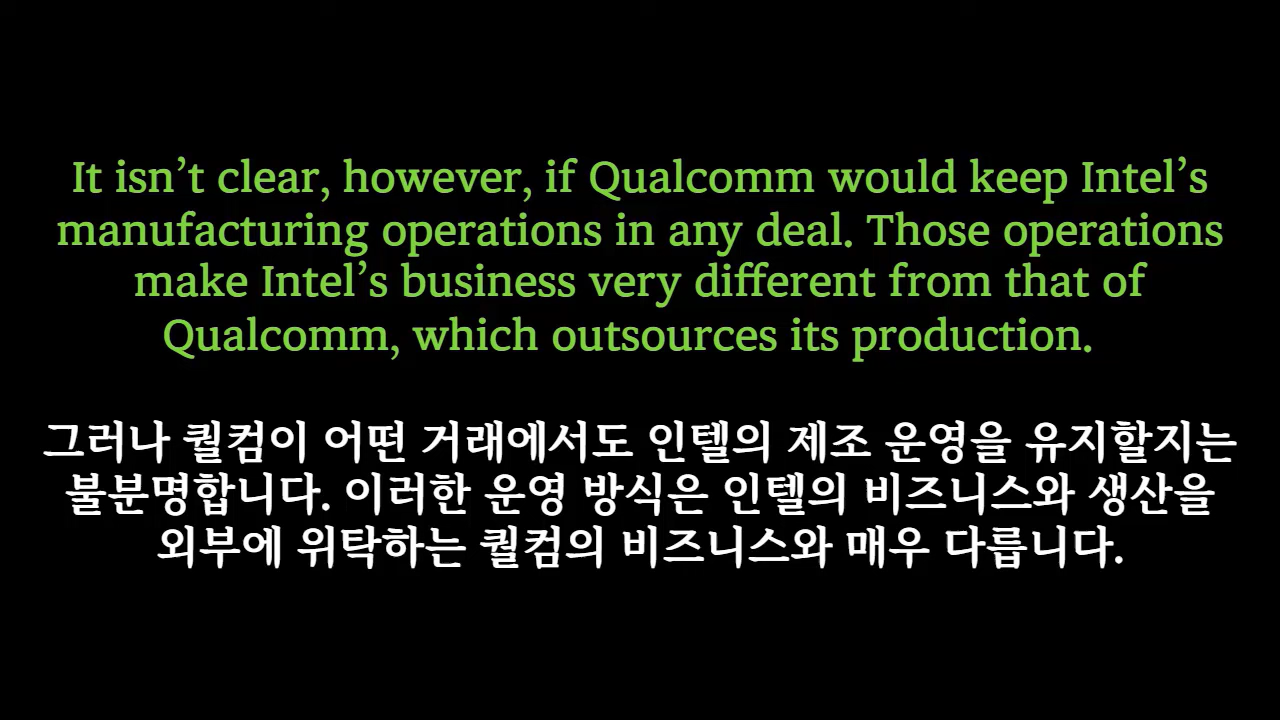 It isn’t clear, however, if Qualcomm would keep Intel’s
manufacturing operations in any deal. Those operations
make Intel’s business very different from that of
Qualcomm, which outsources its production.
그러나 퀄컴이 어떤 거래에서도 인텔의 제조 운영을 유지할지는
불분명합니다. 이러한 운영 방식은 인텔의 비즈니스와 생산을
외부에 위탁하는 퀄컴의 비즈니스와 매우 다릅니다.